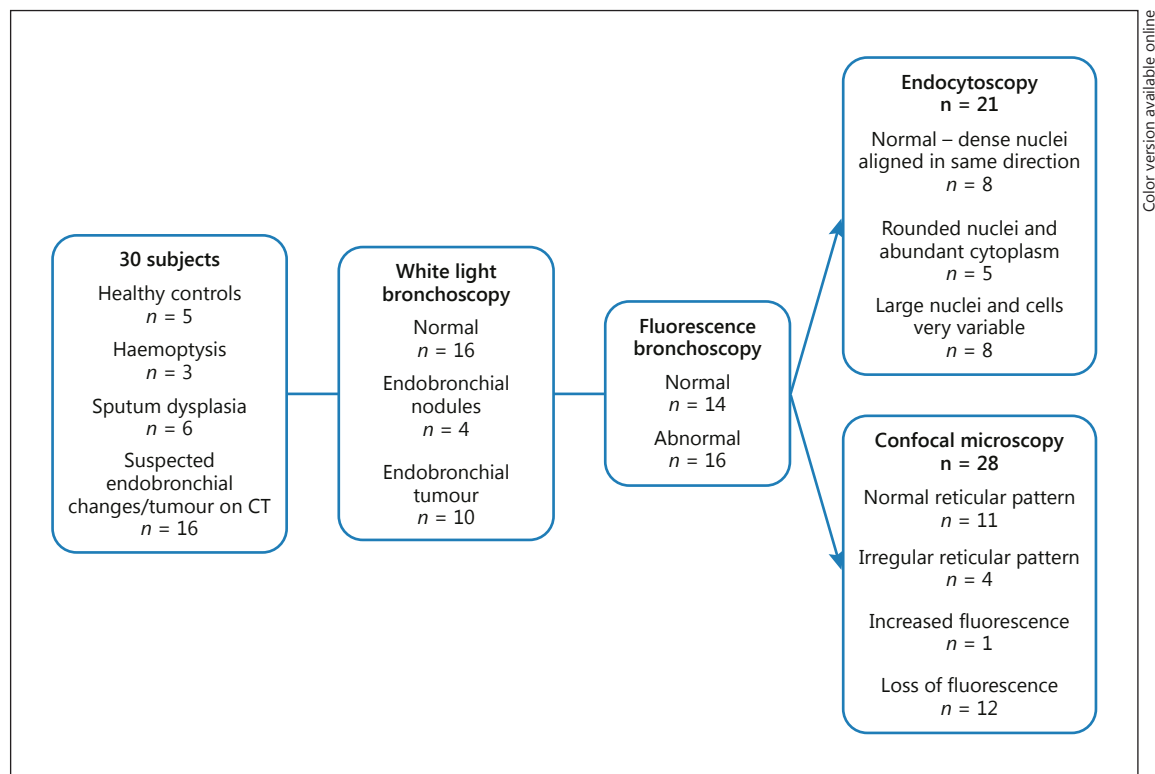 30 subjects
Healthy controls
n = 5
Haemoptysis
n = 3
Sputum dysplasia
n = 6
Suspected
endobronchial
changes/tumour on CT
n = 16
White light
bronchoscopy
Normal
n = 16
Endobronchial
nodules
n = 4
Endobronchial
tumour
n = 10
Fluorescence
bronchoscopy
Normal
n = 14
Abnormal
n = 16
Endocytoscopy
n = 21
Normal – dense nuclei
aligned in same direction
n = 8
Rounded nuclei and
abundant cytoplasm
n = 5
Large nuclei and cells
very variable
n = 8
Confocal microscopy
n = 28
Normal reticular pattern
n = 11
Irregular reticular pattern
n = 4
Increased fluorescence
n = 1
Loss of fluorescence
n = 12
Color version available online